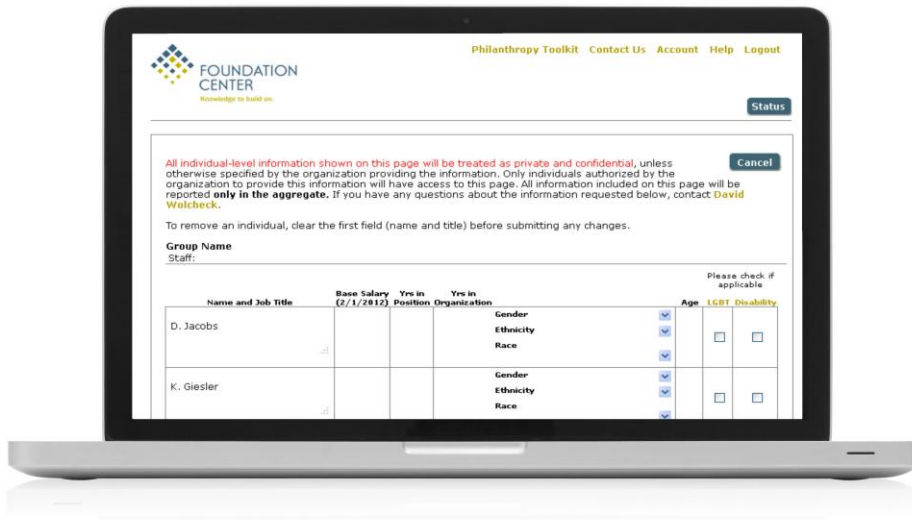 Philanthropy Toolkit Contact Us Account Help Logout
FOUNDATION
CENTER
Knowledge to build on.
Status
All individual-level information shown on this page will be treated as private and confidential, unless
Cancel
otherwise specified by the organization providing the information. Only individuals authorized by the
organization to provide this information will have access to this page. All information included on this page will be
reported only in the aggregate. If you have any questions about the information requested below, contact David
Wolcheck.
To remove an individual, clear the first field (name and title) before submitting any changes.
Group Name
Staff:
Please check if
applicable
Base Salary Yrs in Yrs in
Name and Job Title (2/1/2012) Position Organization Age LGBT Disability
Gender
D. Jacobs
Ethnicity
Race
Gender
K. Giesler
Ethnicity
Race